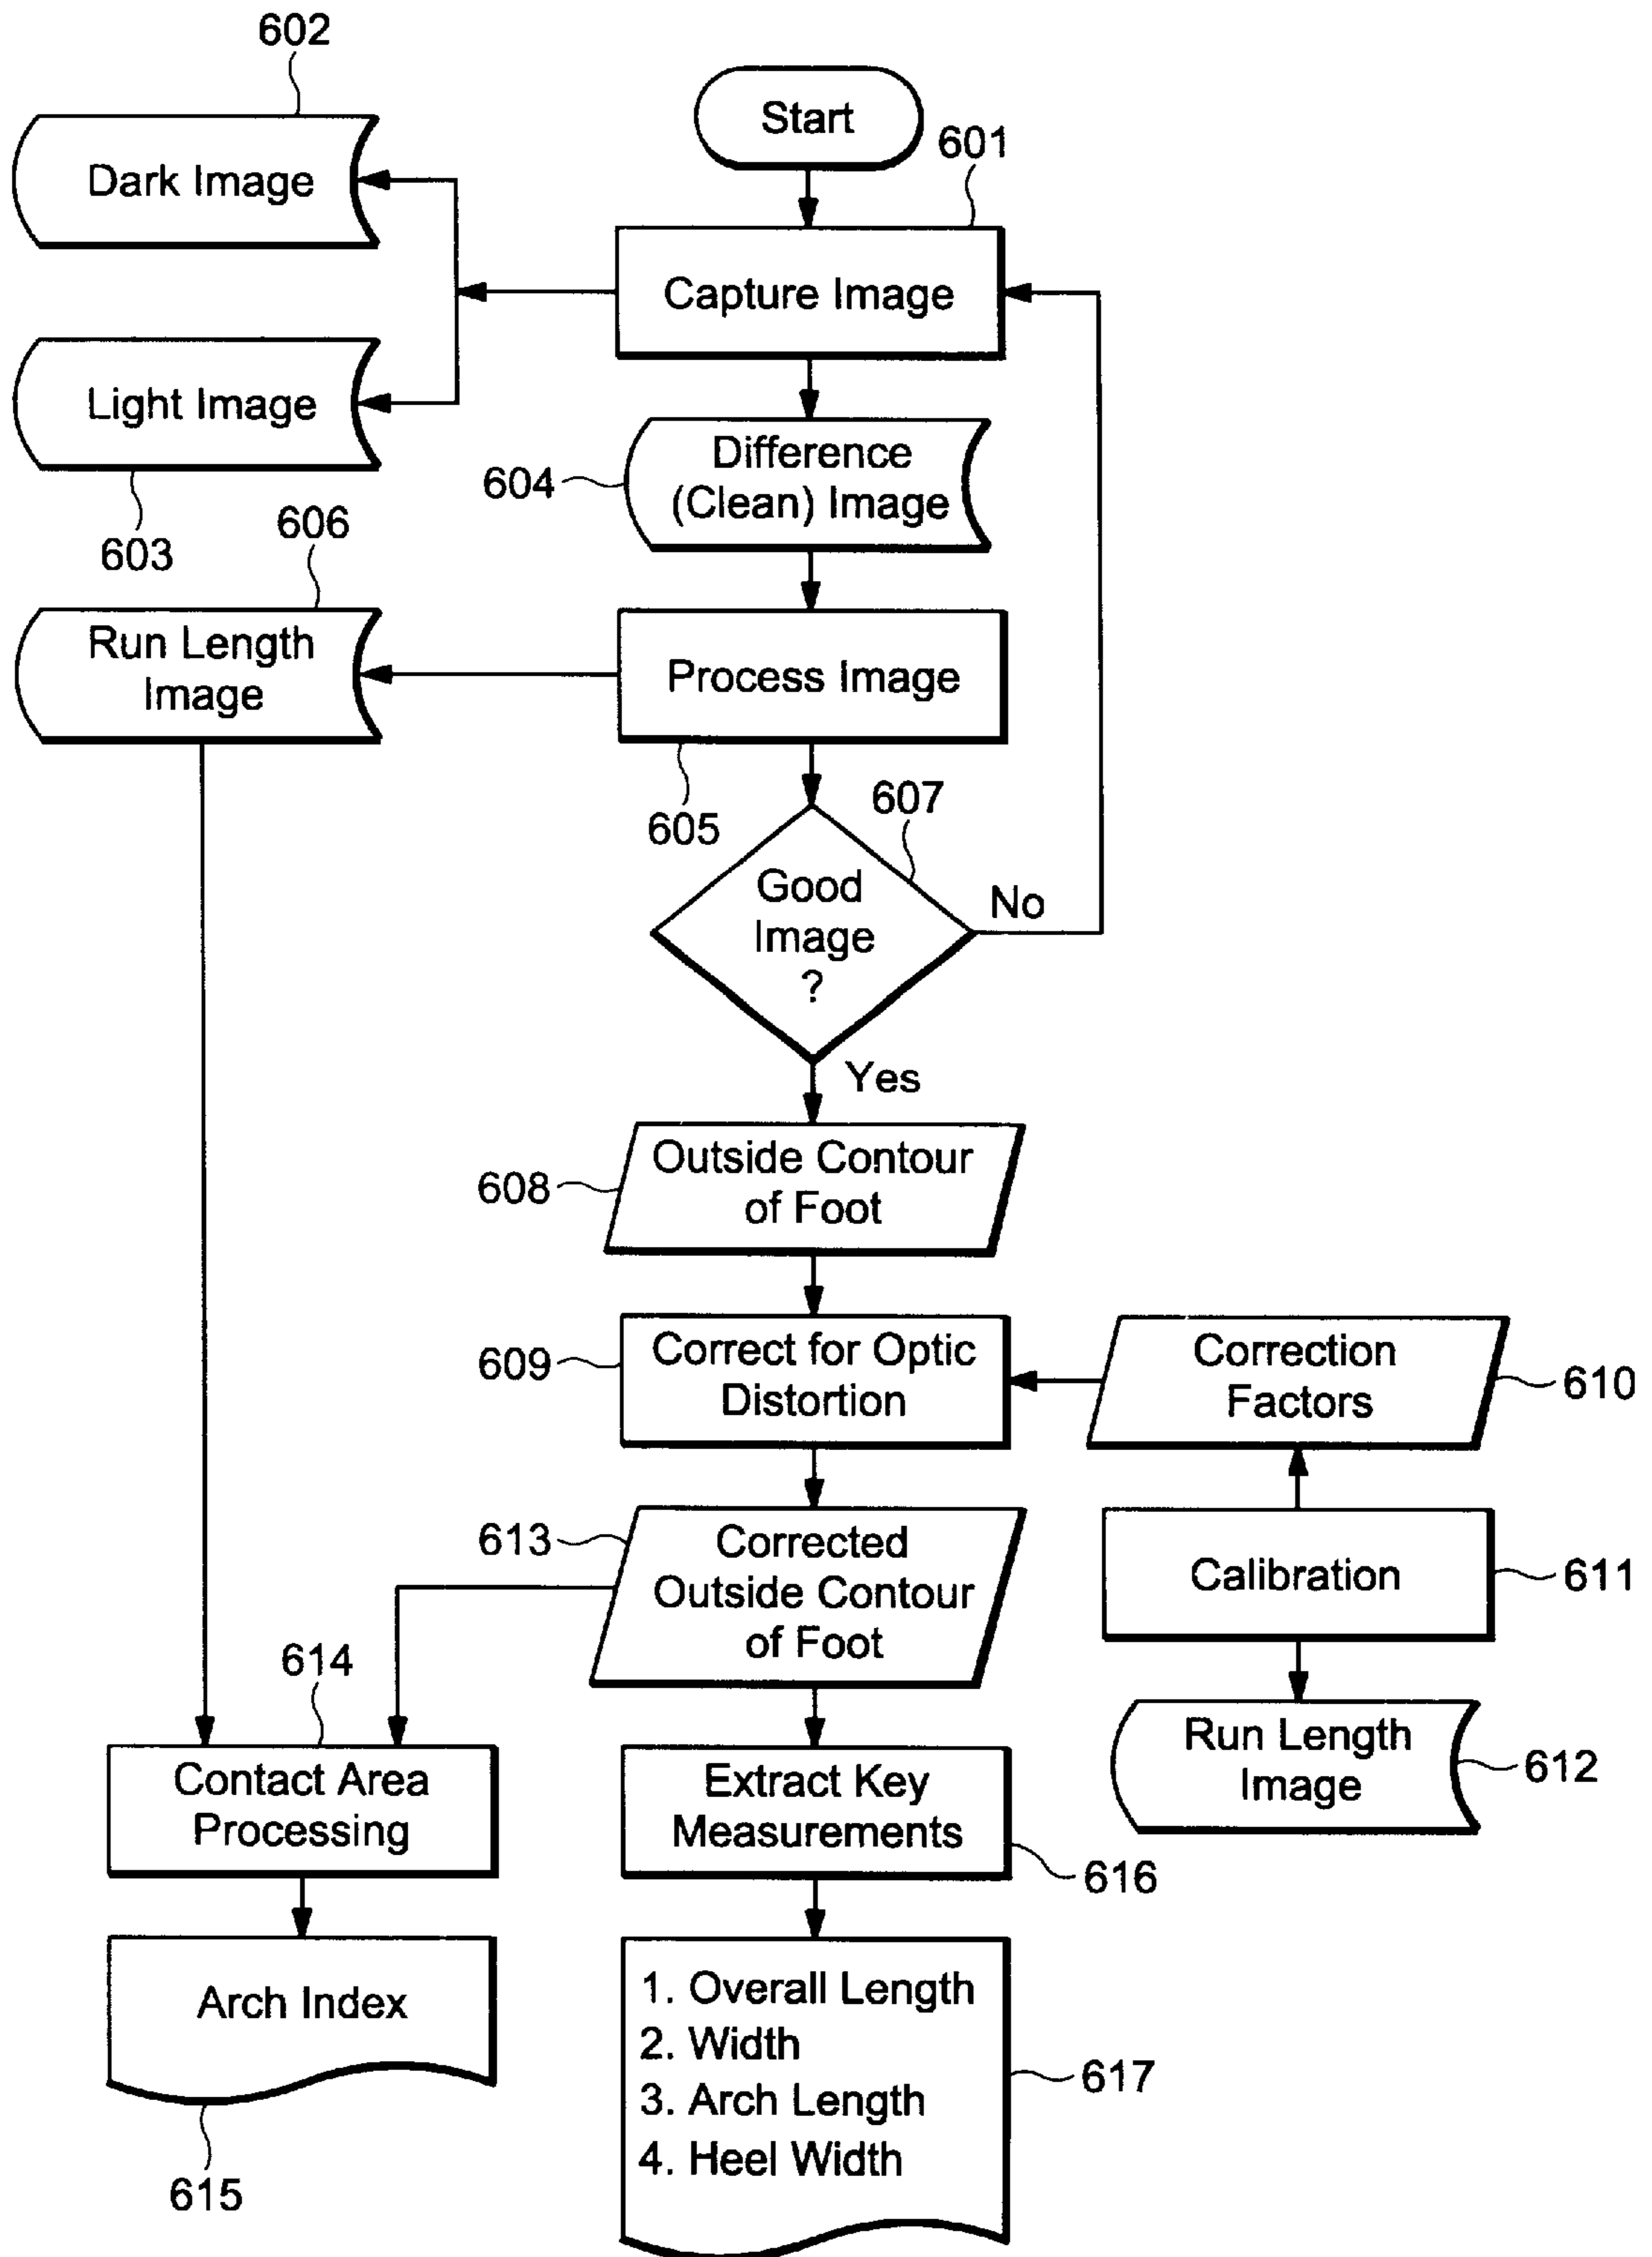 602
Start
601
Dark Image
Capture Image
Light Image
Difference
(Clean) Image
604
603
606
Run Length
Image
Process Image
605
607
Good
Image
?
No
Yes
Outside Contour
of Foot
608
Correct for Optic
Distortion
609
Correction
Factors
610
613
Corrected
Outside Contour
of Foot
Calibration
611
614
Contact Area
Processing
Extract Key
Measurements
616
Run Length
Image
612
Arch Index
615
1. Overall Length
2. Width
3. Arch Length
4. Heel Width
617